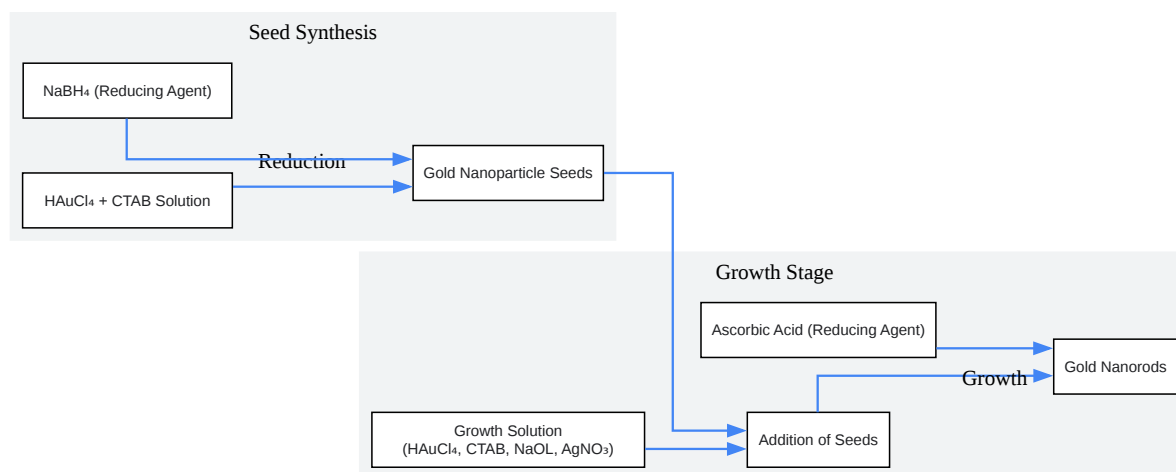 Seed Synthesis
NaBH₄ (Reducing Agent)
Reduction
HAuCl₄ + CTAB Solution
Gold Nanoparticle Seeds
Growth Stage
Ascorbic Acid (Reducing Agent)
Gold Nanorods
Growth
Growth Solution
(HAuCl₄, CTAB, NaOL, AgNO₃)
Addition of Seeds